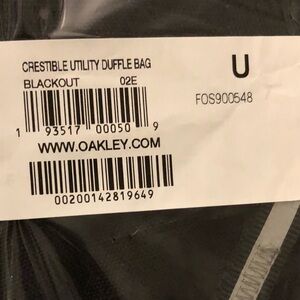 CRESTIBLE UTILITY DUFFLE BAG
U
BLACKOUT 02E
FOS900548
1 93517 00050 9
WWW.OAKLEY.COM
00200142819649